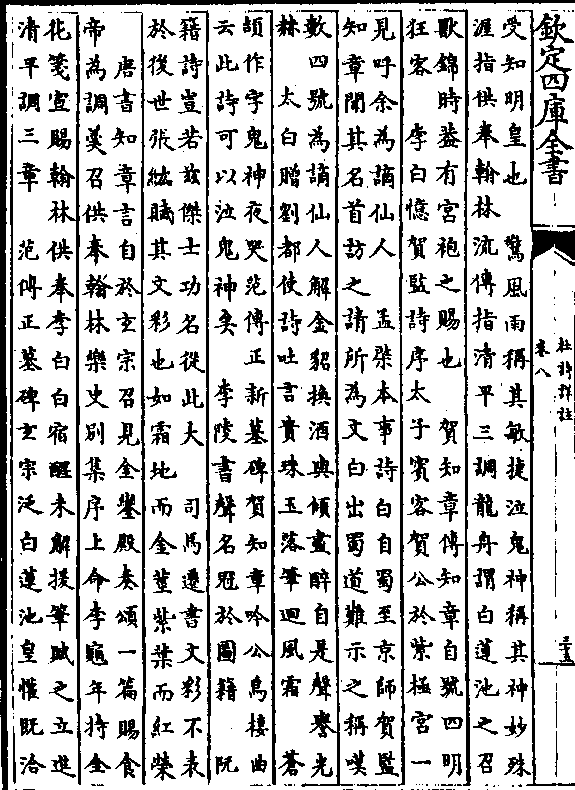 欽定四庫全書
杜詩詳註
卷八
三十五
受知明皇也　驚風雨稱其敏捷泣鬼神稱其神妙珠
渥指供奉翰林流傳指清平三調龍舟謂白蓮池之召
獸錦時葢有宮袍之賜也　賀知章傳知章自號四明
狂客　李白憶賀監詩序太子賓客賀公於紫極宮一
見呼余為謫仙人　孟棨本事詩白自蜀至京師賀監
知章聞其名首訪之請所為文白出蜀道難示之稱嘆
數四號為謫仙人解金貂換酒與傾盡醉自是聲譽光
赫　太白贈劉都使詩吐言貴珠玉落筆迴風霜　蒼
頡作字鬼神夜哭范傳正新墓碑賀知章吟公烏棲曲
云此詩可以泣鬼神矣　李陵書聲名冠於圖籍　阮
籍詩豈若兹傑士功名從此大　司馬遷書文彩不表
於後世張紘賦其文彩也如霜地而金莖紫葉而紅榮
唐書知章言自於玄宗召見金鑾殿奏頌一篇賜食
帝為調羹召供奉翰林樂史別集序上命李龜年持金
花箋宣賜翰林供奉李白白宿酲未解援筆賦之立進
清平調三章　范傳正墓碑玄宗泛白蓮池皇懽既洽